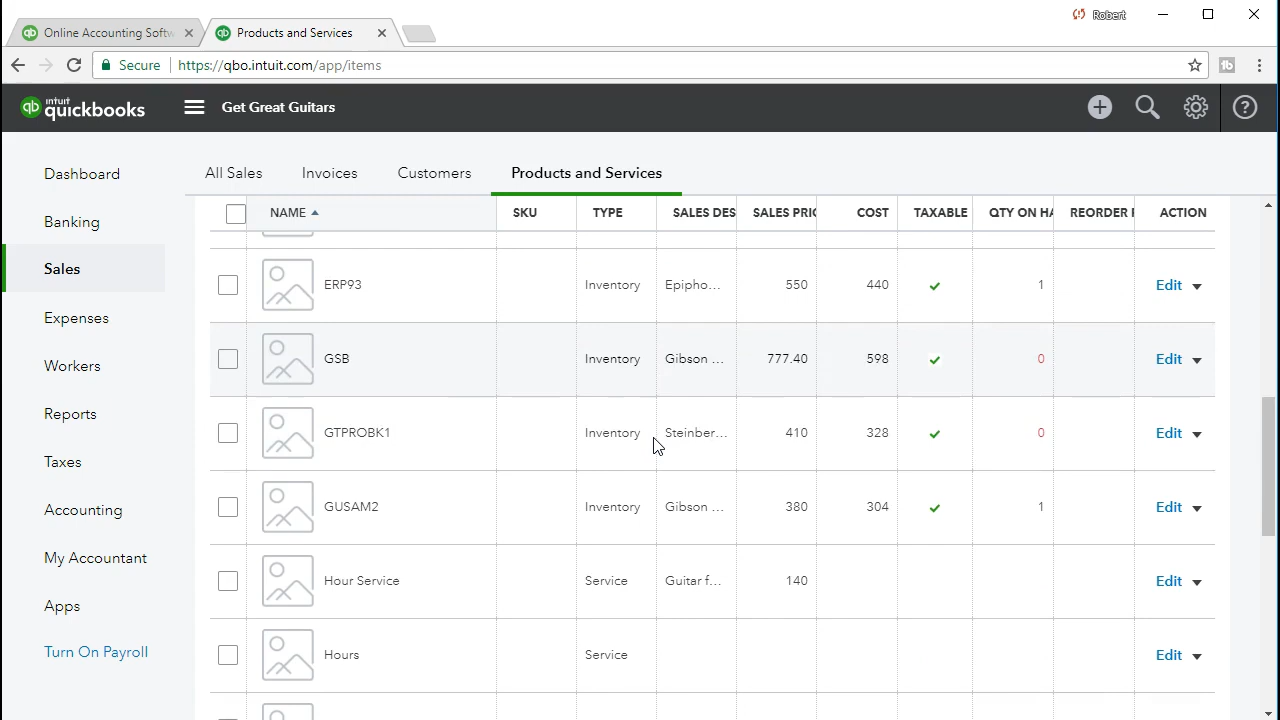 Online Accounting Softw
Products and Services
Robert
Secure
https://qbo.intuit.com/app/items
intuit
quickbooks
Get Great Guitars
Dashboard
Banking
Sales
Expenses
Workers
Reports
Taxes
Accounting
My Accountant
Apps
Turn On Payroll
All Sales Invoices Customers Products and Services
NAME SKU TYPE SALES DES SALES PRI COST TAXABLE QTY ON HA REORDER ACTION
ERP93 Inventory Epipho... 550 440 1 Edit
GSB Inventory Gibson ... 777.40 598 0 Edit
GTPROBK1 Inventory Steinber... 410 328 0 Edit
GUSAM2 Inventory Gibson ... 380 304 1 Edit
Hour Service Service Guitar f... 140 Edit
Hours Service Edit